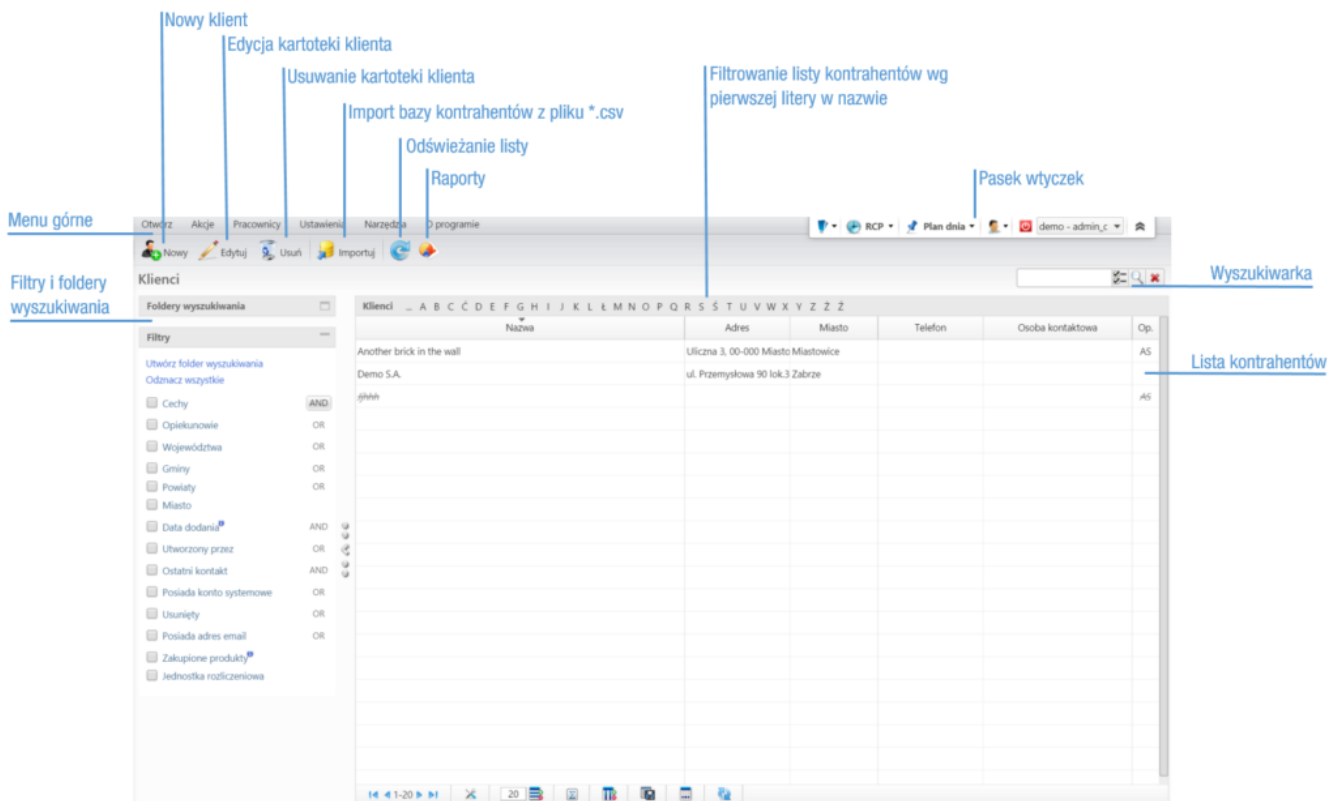 Nowy klient
Edycja kartoteki klienta
Usuwanie kartoteki klienta
Filtrowanie listy kontrahentów wg
pierwszej litery w nazwie
Import bazy kontrahentów z pliku *.csv
Odświeżanie listy
Raporty
Pasek wtyczek
Menu górne
Otwórz Akcje Pracownicy Ustawienia Narzędzia O programie
RCP Plan dnia demo - admin_c
Nowy Edytuj Usuń Importuj
Klienci
Wyszukiwarka
Filtry i foldery
wyszukiwania
Foldery wyszukiwania
Klienci _ A B C Ć D E F G H I J K L Ł M N O P Q R S Ś T U V W X Y Z Ż Ź
Filtry
Nazwa Adres Miasto Telefon Osoba kontaktowa Op.
Another brick in the wall Uliczna 3, 00-000 Miasto Miastowice AS
Demo S.A. ul. Przemysłowa 90 lok.3 Zabrze
AS
Lista kontrahentów
Utwórz folder wyszukiwania
Odznacz wszystkie
Cechy AND
Opiekunowie OR
Województwa OR
Gminy OR
Powiaty OR
Miasto
Data dodania AND
Utworzony przez OR
Ostatni kontakt AND
Posiada konto systemowe OR
Usunięty OR
Posiada adres email OR
Zakupione produkty
Jednostka rozliczeniowa
1-20 20